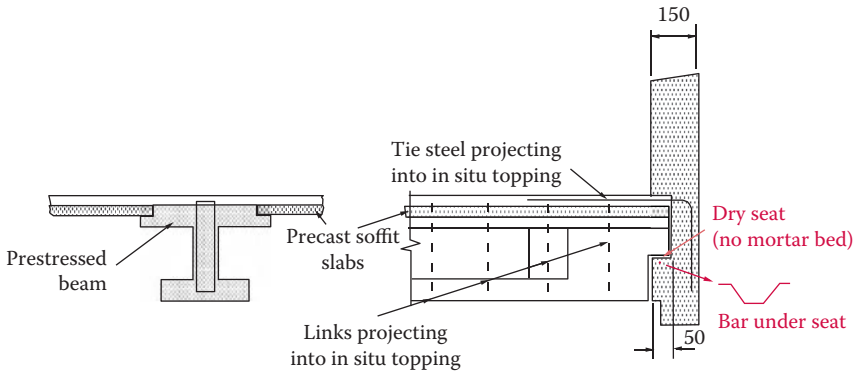 150
Tie steel projecting
into in situ topping
Dry seat
(no mortar bed)
Precast soffit
slabs
Prestressed
beam
Bar under seat
Links projecting
into in situ topping
50